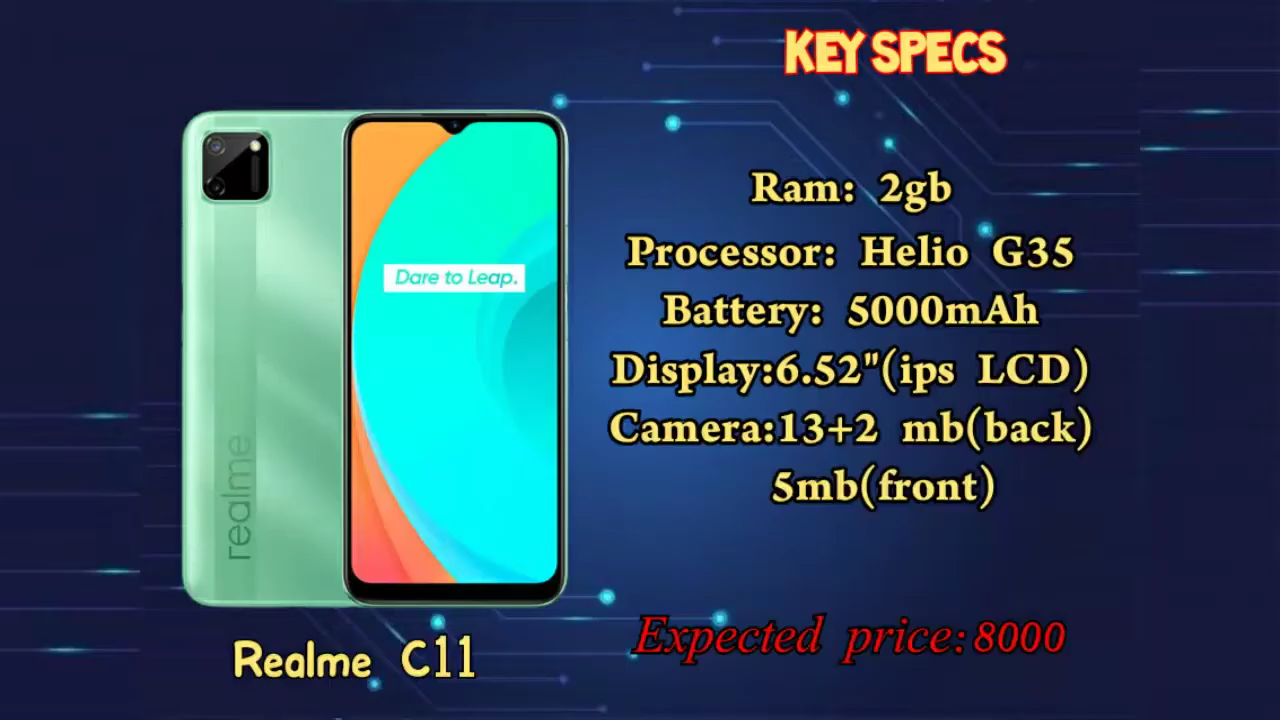 KEY SPECS
Ram: 2gb
Processor: Helio G35
Battery: 5000mAh
Display:6.52"(ips LCD)
Camera:13+2 mb(back)
5mb(front)
Dare to Leap.
realme
Realme C11
Expected price:8000